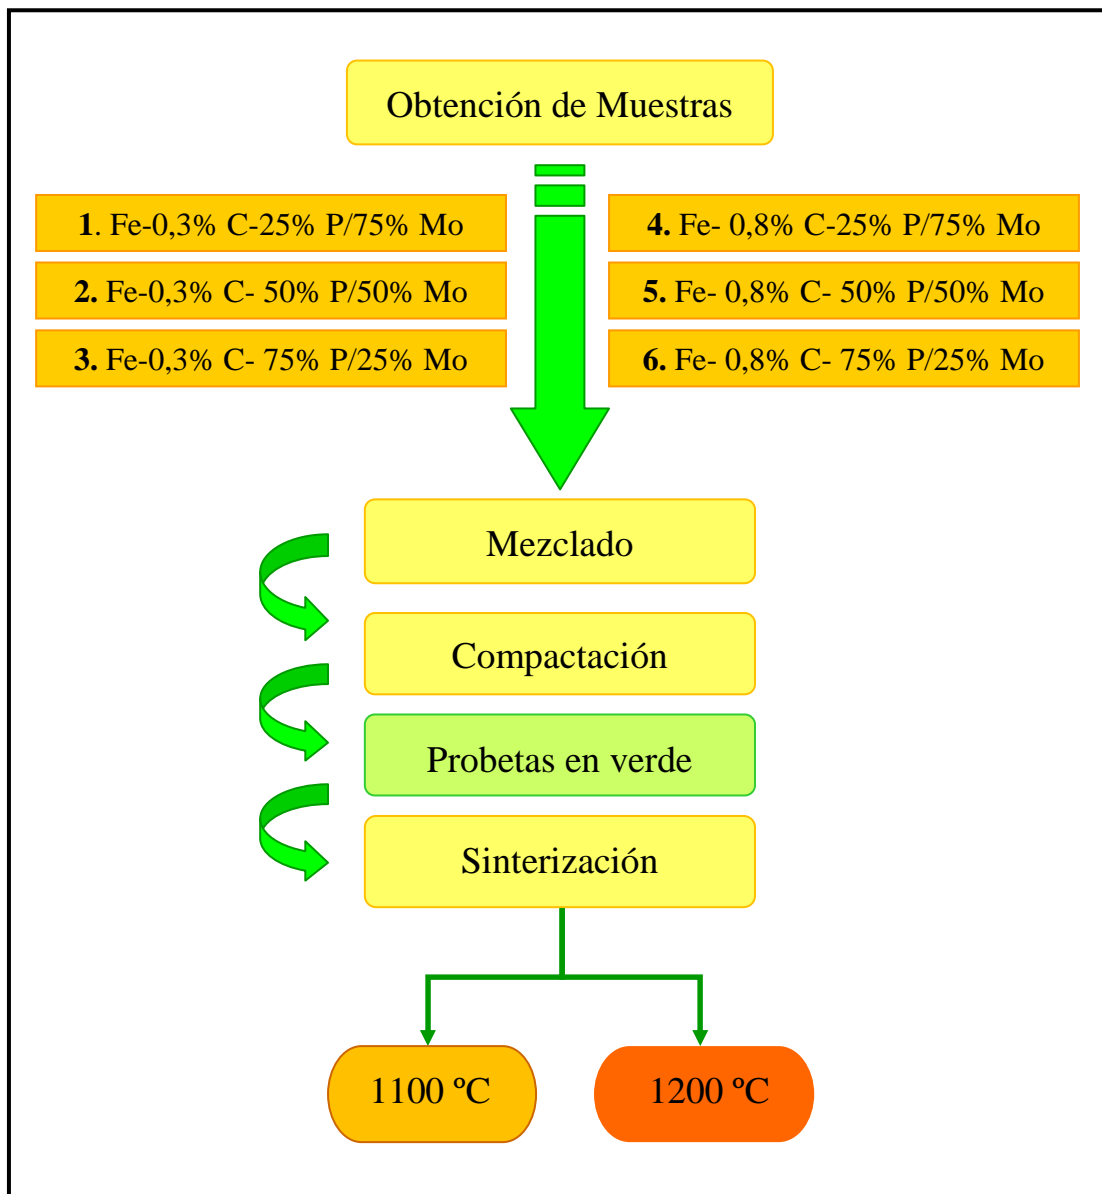 Obtención de Muestras
1. Fe-0,3% C-25% P/75% Mo
2. Fe-0,3% C- 50% P/50% Mo
3. Fe-0,3% C- 75% P/25% Mo
4. Fe- 0,8% C-25% P/75% Mo
5. Fe- 0,8% C- 50% P/50% Mo
6. Fe- 0,8% C- 75% P/25% Mo
Mezclado
Compactación
Probetas en verde
Sinterización
1100 ºC
1200 ºC